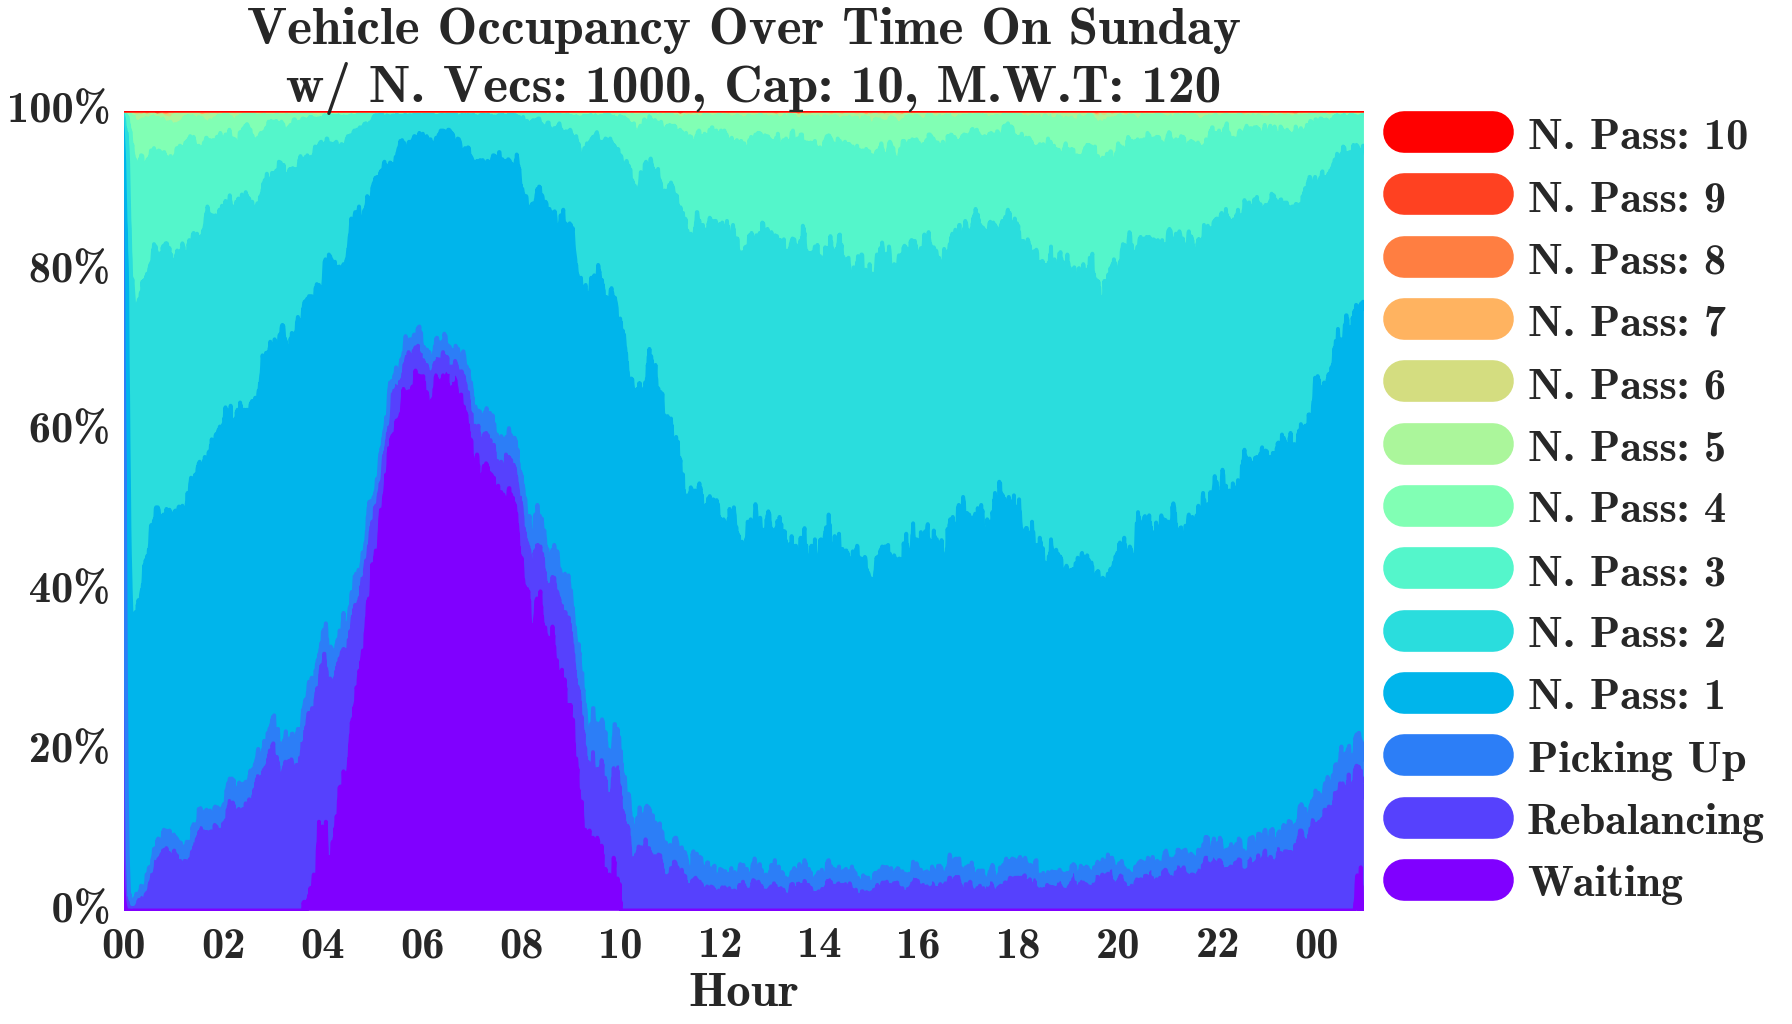 Vehicle Occupancy Over Time On Sunday
w/ N. Vecs: 1000, Cap: 10, M.W.T: 120
100%
80%
60%
40%
20%
0%
00 02 04 06 08 10 12 14 16 18 20 22 00
Hour
N. Pass: 10
N. Pass: 9
N. Pass: 8
N. Pass: 7
N. Pass: 6
N. Pass: 5
N. Pass: 4
N. Pass: 3
N. Pass: 2
N. Pass: 1
Picking Up
Rebalancing
Waiting